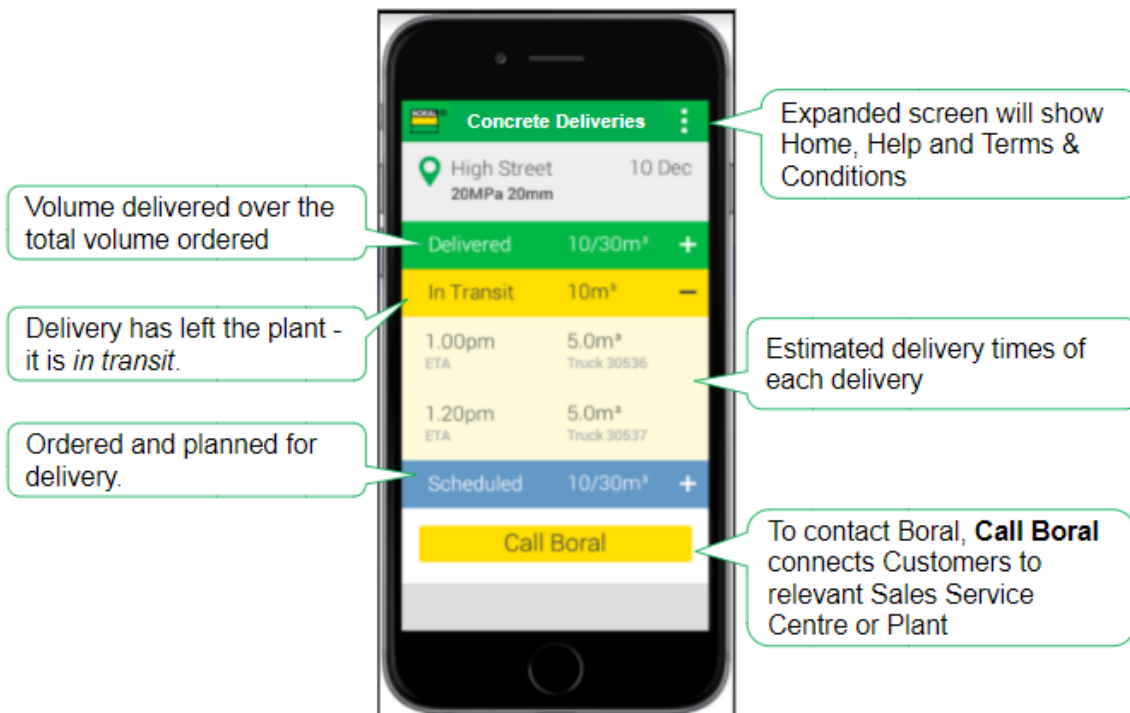 BORAL
Concrete Deliveries
High Street 10 Dec
20MPa 20mm
Delivered 10/30m³ +
In Transit 10m³ −
1.00pm 5.0m³
ETA Truck 30536
1.20pm 5.0m³
ETA Truck 30537
Scheduled 10/30m³ +
Call Boral
Volume delivered over the
total volume ordered
Delivery has left the plant -
it is in transit.
Ordered and planned for
delivery.
Expanded screen will show
Home, Help and Terms &
Conditions
Estimated delivery times of
each delivery
To contact Boral, Call Boral
connects Customers to
relevant Sales Service
Centre or Plant